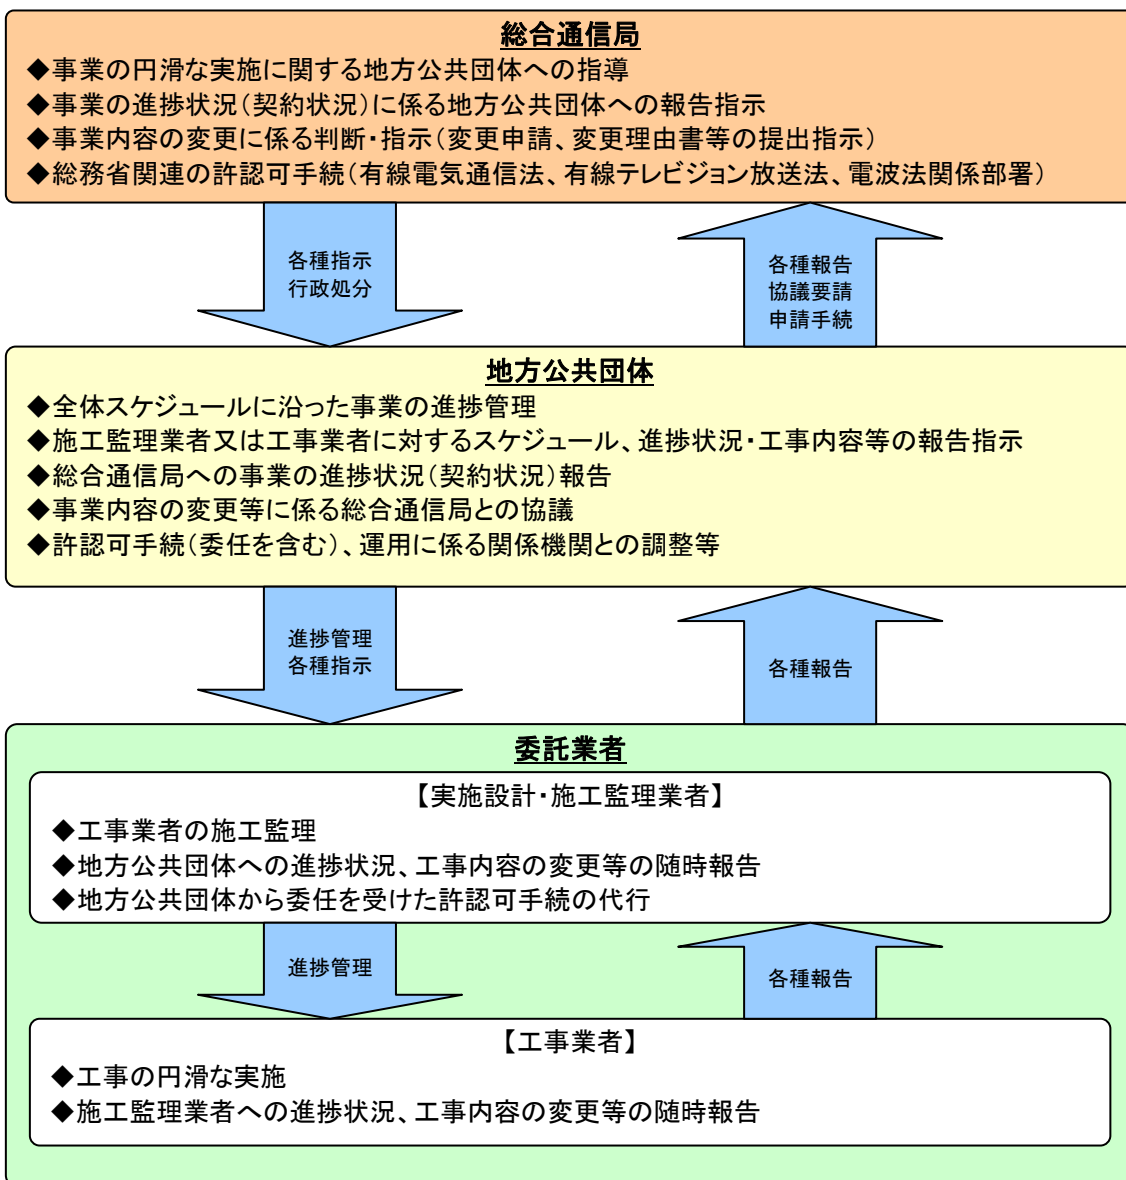 総合通信局
◆事業の円滑な実施に関する地方公共団体への指導
◆事業の進捗状況（契約状況）に係る地方公共団体への報告指示
◆事業内容の変更に係る判断・指示（変更申請、変更理由書等の提出指示）
◆総務省関連の許認可手続（有線電気通信法、有線テレビジョン放送法、電波法関係部署）
各種指示
行政処分
各種報告
協議要請
申請手続
地方公共団体
◆全体スケジュールに沿った事業の進捗管理
◆施工監理業者又は工事業者に対するスケジュール、進捗状況・工事内容等の報告指示
◆総合通信局への事業の進捗状況（契約状況）報告
◆事業内容の変更等に係る総合通信局との協議
◆許認可手続（委任を含む）、運用に係る関係機関との調整等
進捗管理
各種指示
各種報告
委託業者
【実施設計・施工監理業者】
◆工事業者の施工監理
◆地方公共団体への進捗状況、工事内容の変更等の随時報告
◆地方公共団体から委任を受けた許認可手続の代行
進捗管理
各種報告
【工事業者】
◆工事の円滑な実施
◆施工監理業者への進捗状況、工事内容の変更等の随時報告